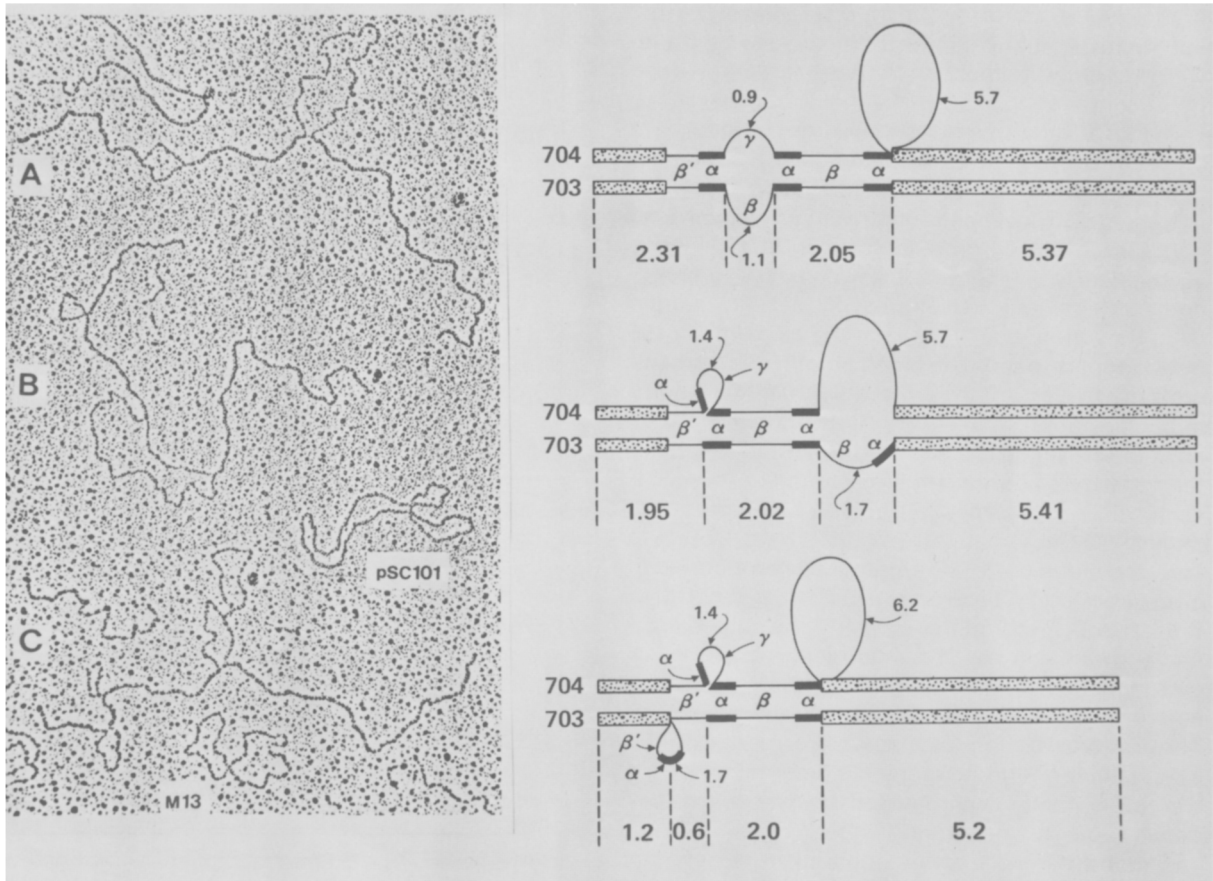 A
B
pSC101
C
M13
0.9
5.7
704
γ
β' α α β α
703
β
2.31 1.1 2.05 5.37
1.4
5.7
α γ
704
β' α β α
β α
703
1.95 2.02 1.7 5.41
1.4
6.2
α γ
704
β' α β α
703
β'
α 1.7
1.2 0.6 2.0 5.2